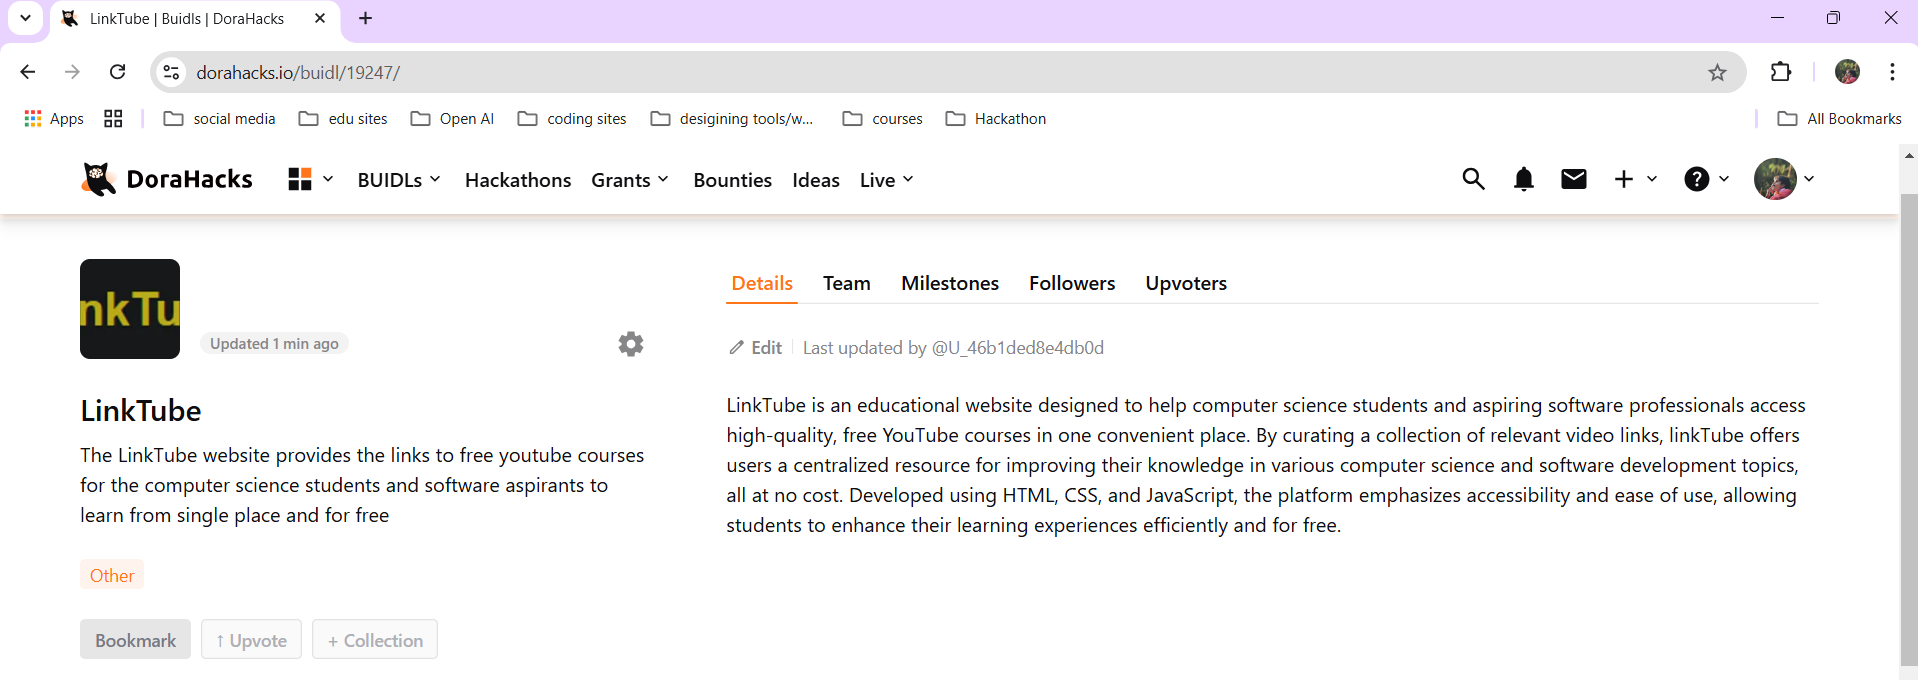 LinkTube | Buidls | DoraHacks
dorahacks.io/buidl/19247/
Apps social media edu sites Open AI coding sites desigining tools/w... courses Hackathon All Bookmarks
DoraHacks BUIDLs Hackathons Grants Bounties Ideas Live
nkTu
Updated 1 min ago
LinkTube
The LinkTube website provides the links to free youtube courses
for the computer science students and software aspirants to
learn from single place and for free
Other
Bookmark ↑ Upvote + Collection
Details Team Milestones Followers Upvoters
Edit Last updated by @U_46b1ded8e4db0d
LinkTube is an educational website designed to help computer science students and aspiring software professionals access
high-quality, free YouTube courses in one convenient place. By curating a collection of relevant video links, linkTube offers
users a centralized resource for improving their knowledge in various computer science and software development topics,
all at no cost. Developed using HTML, CSS, and JavaScript, the platform emphasizes accessibility and ease of use, allowing
students to enhance their learning experiences efficiently and for free.